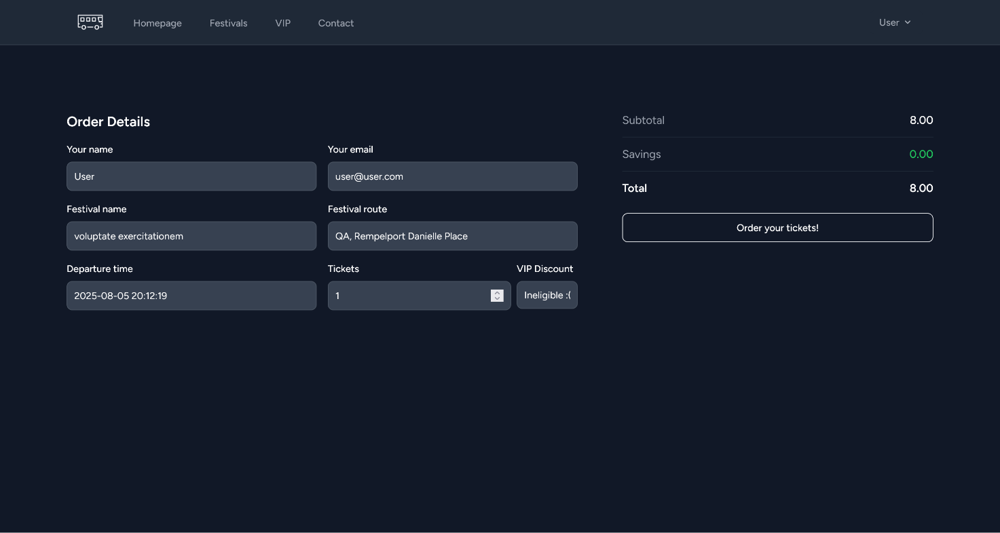 Homepage Festivals VIP Contact User
Order Details
Your name Your email
User user@user.com
Festival name Festival route
voluptate exercitationem QA, Rempelport Danielle Place
Departure time Tickets VIP Discount
2025-08-05 20:12:19 1 Ineligible :(
Subtotal 8.00
Savings 0.00
Total 8.00
Order your tickets!